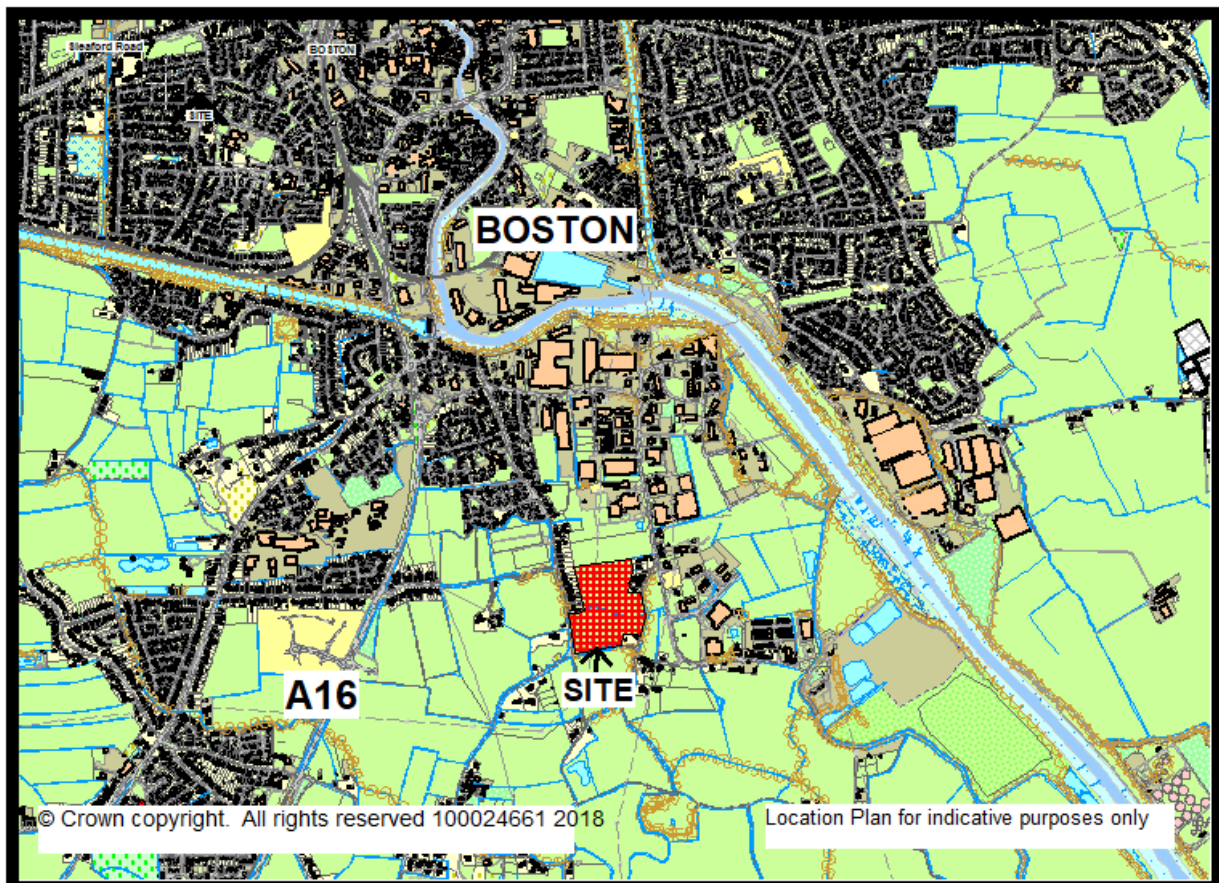 Sleaford Road
BOSTON
SITE
BOSTON
A16
SITE
© Crown copyright. All rights reserved 100024661 2018
Location Plan for indicative purposes only